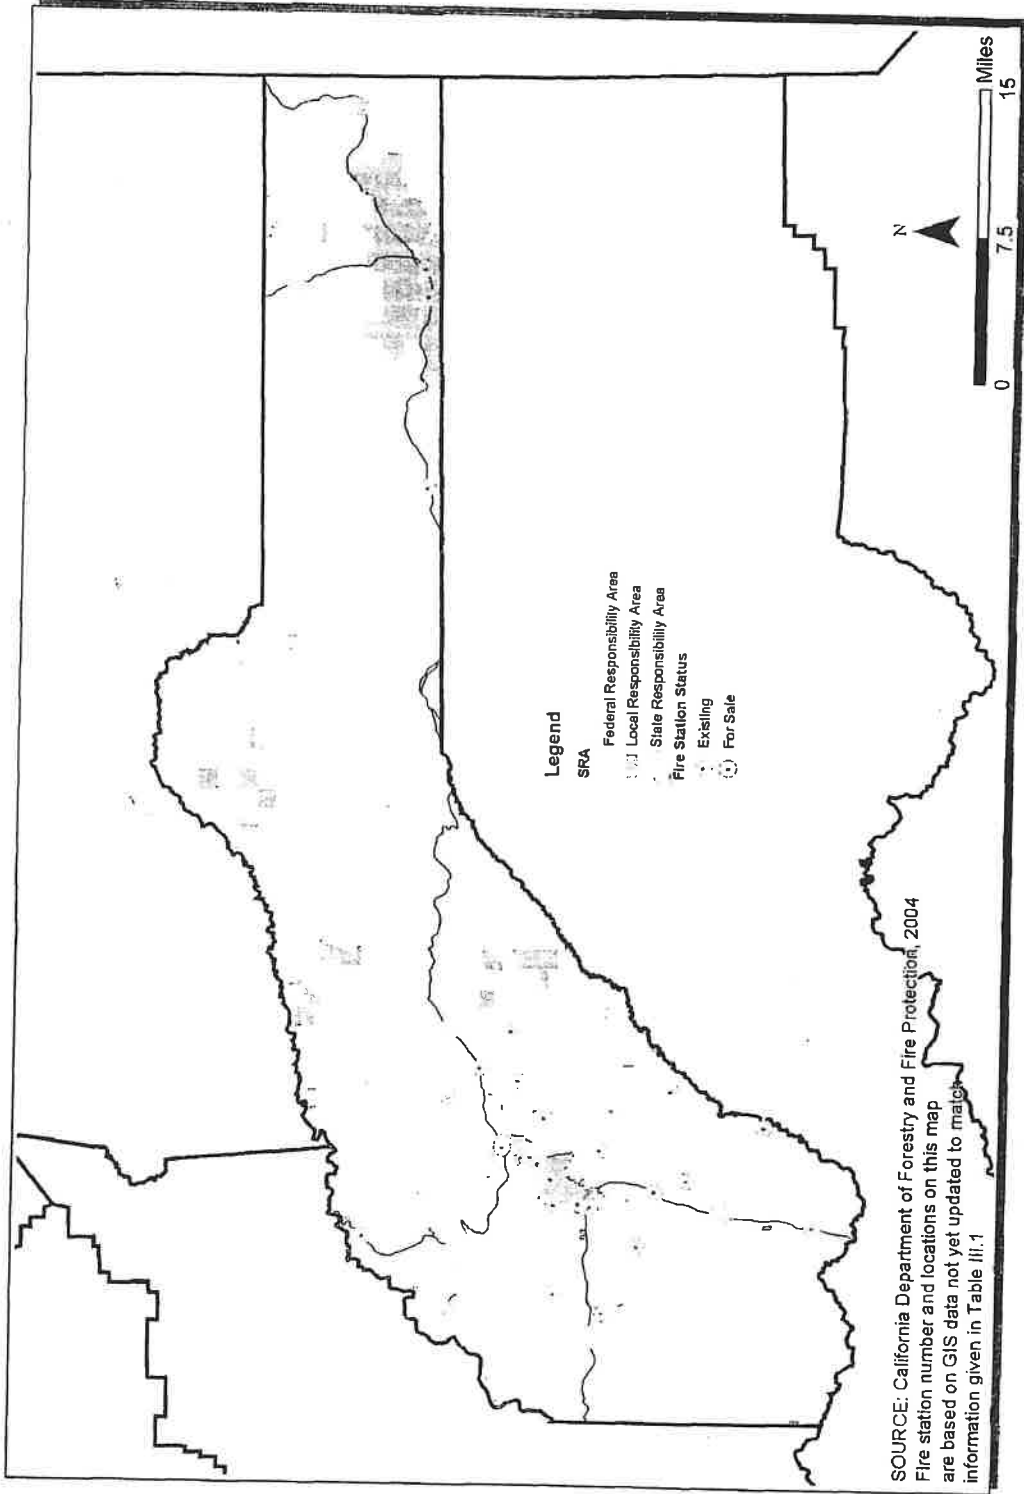 Legend
SRA
Federal Responsibility Area
Local Responsibility Area
State Responsibility Area
Fire Station Status
Existing
For Sale
N
0 7.5 15 Miles
SOURCE: California Department of Forestry and Fire Protection, 2004
Fire station number and locations on this map
are based on GIS data not yet updated to match
information given in Table III.1